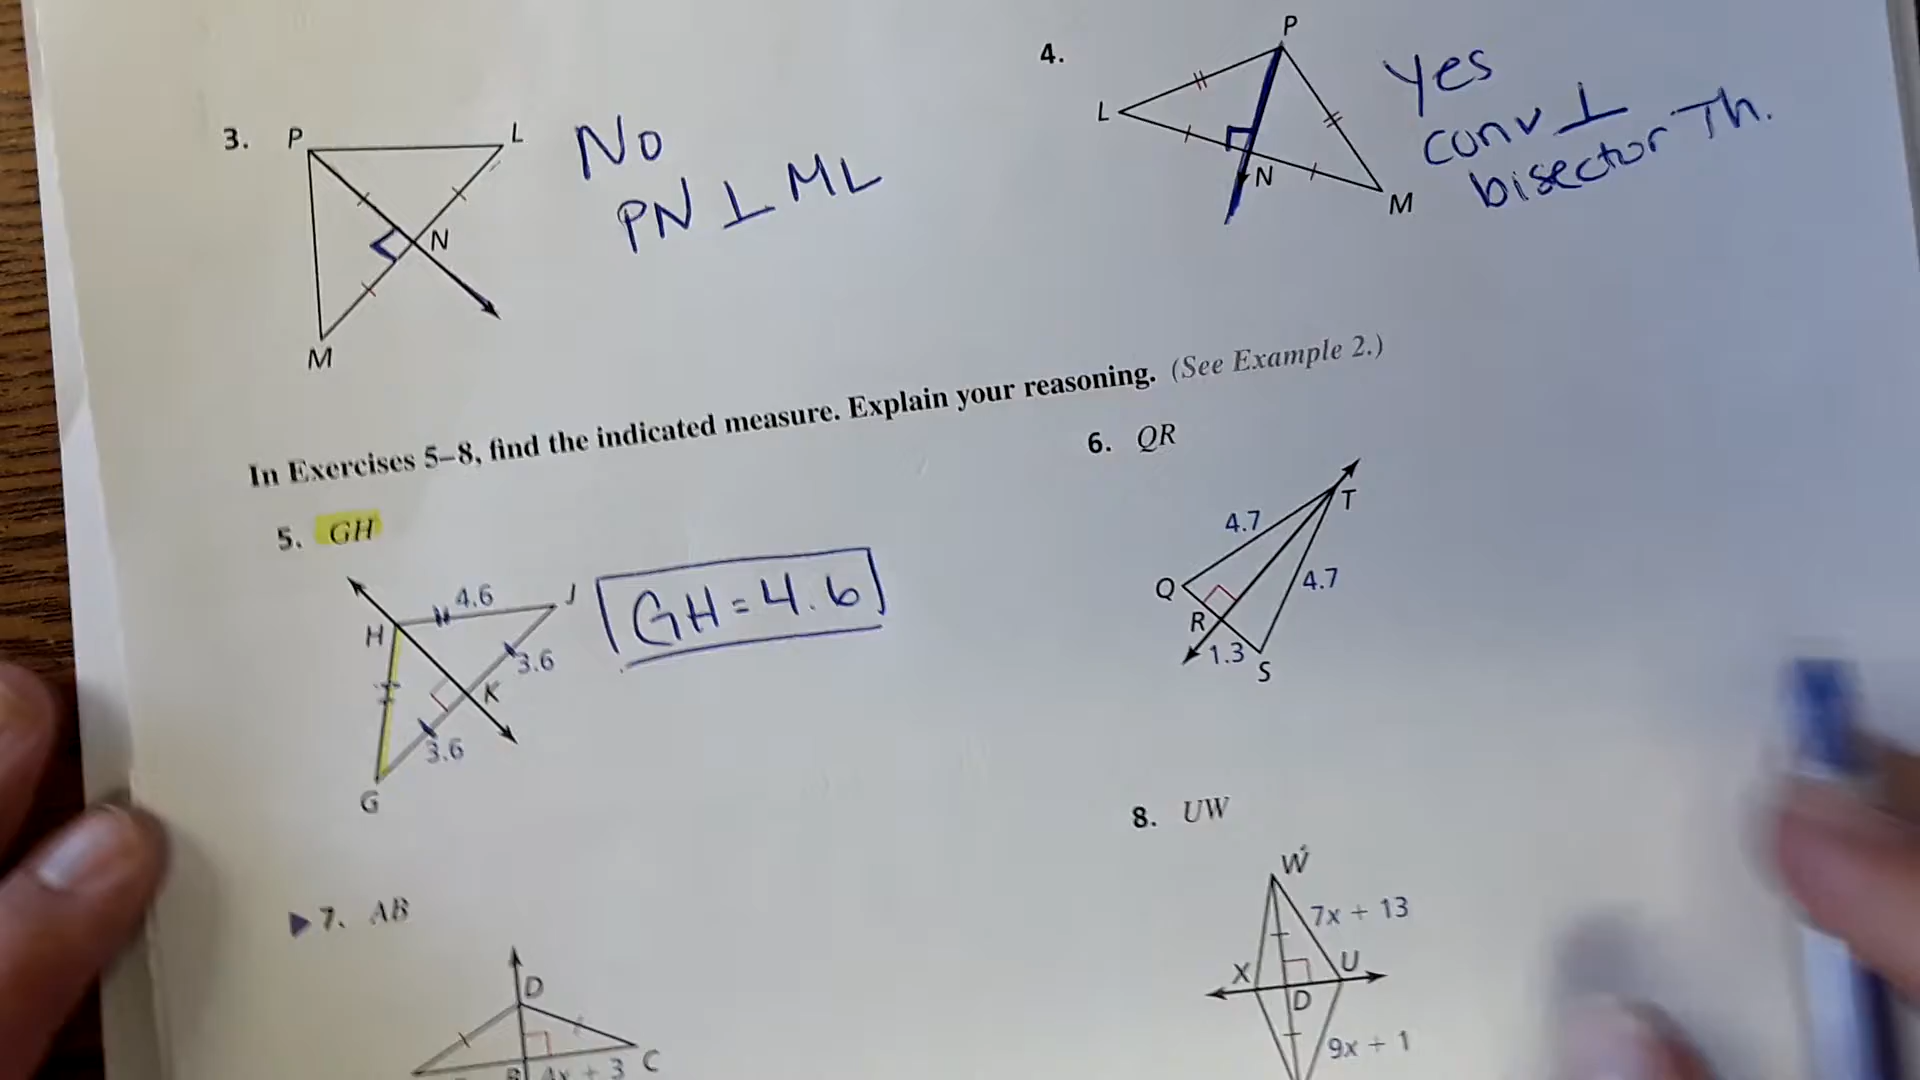 3.
P
L
N
M
No
PN ⊥ ML
4.
P
L
N
M
Yes
conv ⊥
bisector Th.
In Exercises 5–8, find the indicated measure. Explain your reasoning. (See Example 2.)
5. GH
4.6
J
H
3.6
K
3.6
G
GH = 4.6
6. QR
T
4.7
Q
4.7
R
1.3
S
7. AB
D
C
4x + 3
8. UW
W
7x + 13
X
U
D
9x + 1